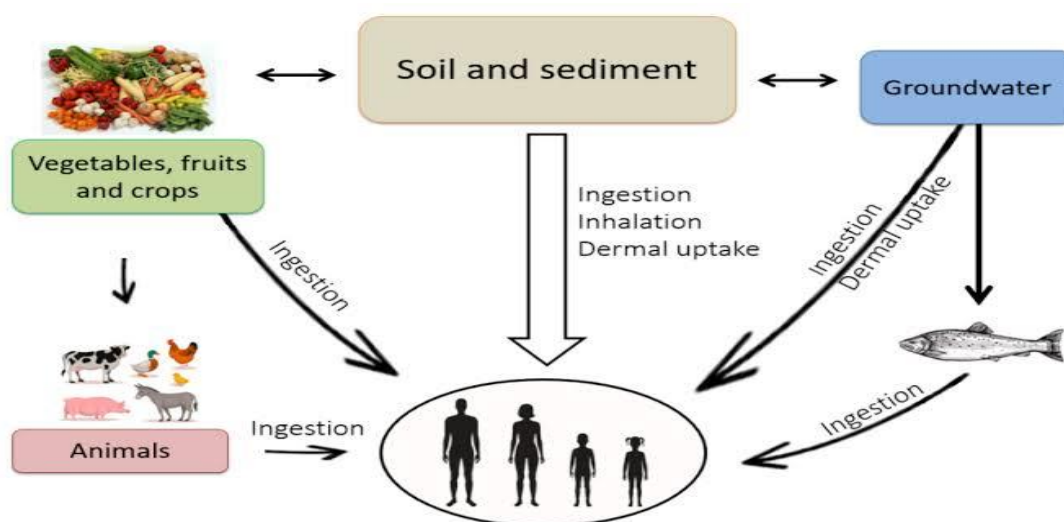 Soil and sediment
Groundwater
Vegetables, fruits
and crops
Ingestion
Inhalation
Dermal uptake
Ingestion
Ingestion
Dermal uptake
Ingestion
Animals
Ingestion